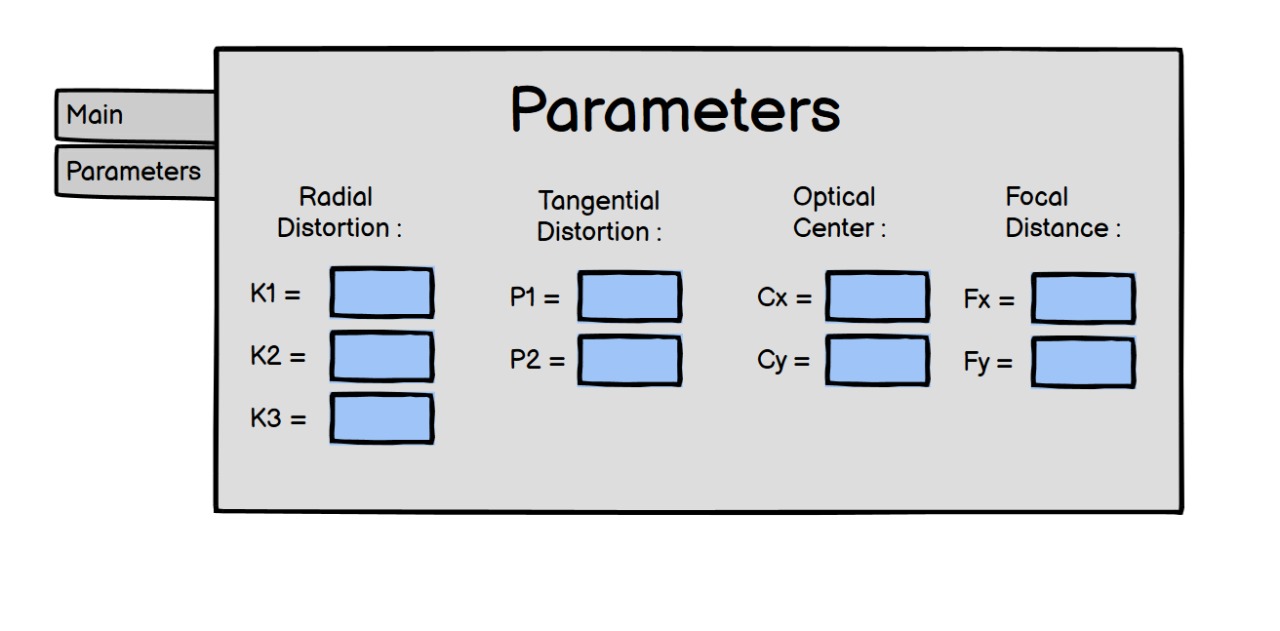 Parameters
Main
Parameters
Radial
Distortion :
Tangential
Distortion :
Optical
Center :
Focal
Distance :
K1 =
P1 =
Cx =
Fx =
K2 =
P2 =
Cy =
Fy =
K3 =